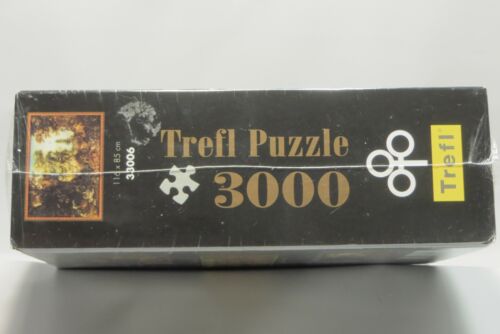 116 x 85 cm
33006
Trefl Puzzle
3000
Trefl®